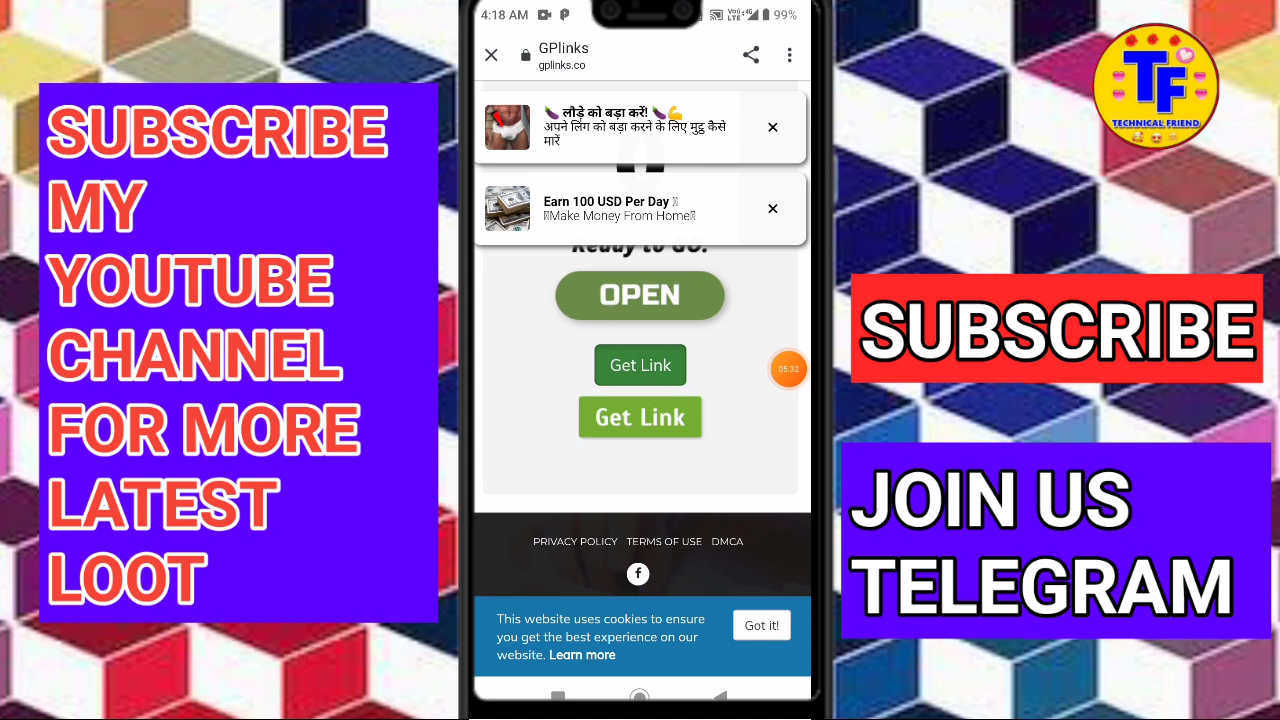 SUBSCRIBE
MY
YOUTUBE
CHANNEL
FOR MORE
LATEST
LOOT
4:18 AM
99%
GPlinks
gplinks.co
🍆 लौड़े को बड़ा करें! 🍆💪
अपने लिंग को बड़ा करने के लिए मुट्ठ कैसे
मारें
Earn 100 USD Per Day
Make Money From Home
Ready to GO.
OPEN
Get Link
05:32
Get Link
PRIVACY POLICY TERMS OF USE DMCA
This website uses cookies to ensure
you get the best experience on our
website. Learn more
Got it!
TF
TECHNICAL FRIEND
SUBSCRIBE
JOIN US
TELEGRAM